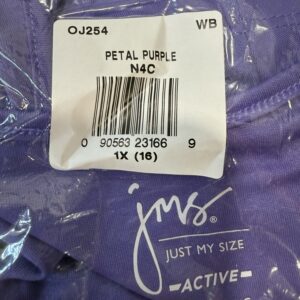 OJ254 WB
PETAL PURPLE
N4C
0 90563 23166 9
1X (16)
jms®
JUST MY SIZE
ACTIVE